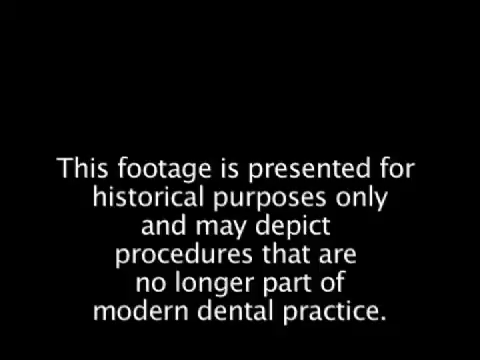 This footage is presented for
historical purposes only
and may depict
procedures that are
no longer part of
modern dental practice.